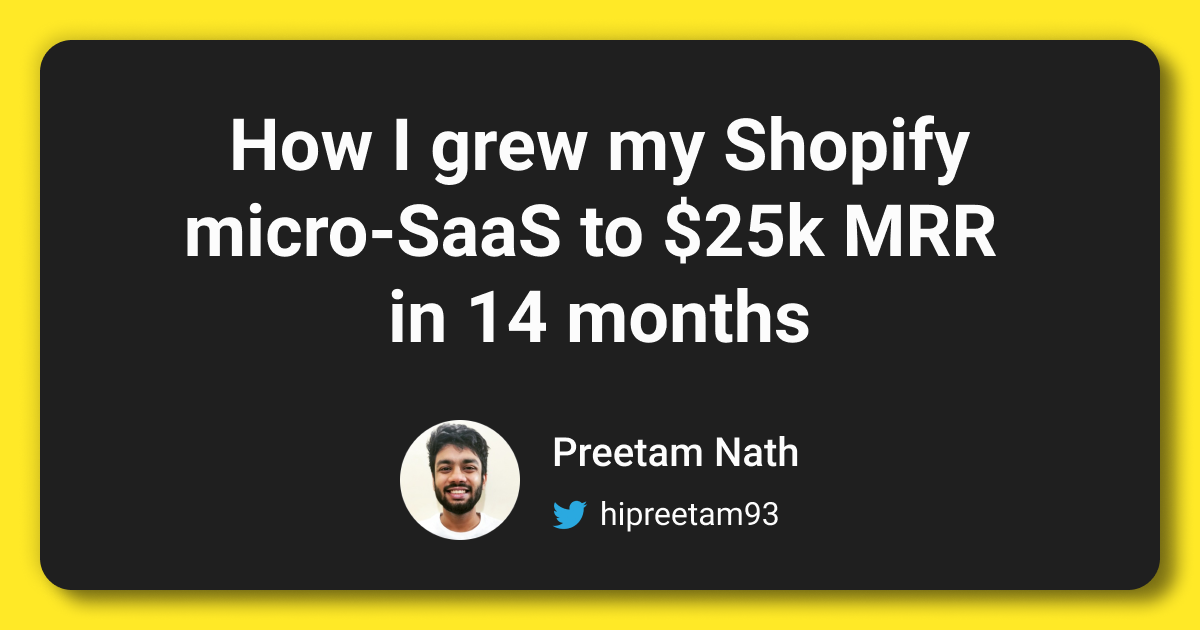 How I grew my Shopify
micro-SaaS to $25k MRR
in 14 months
Preetam Nath
hipreetam93